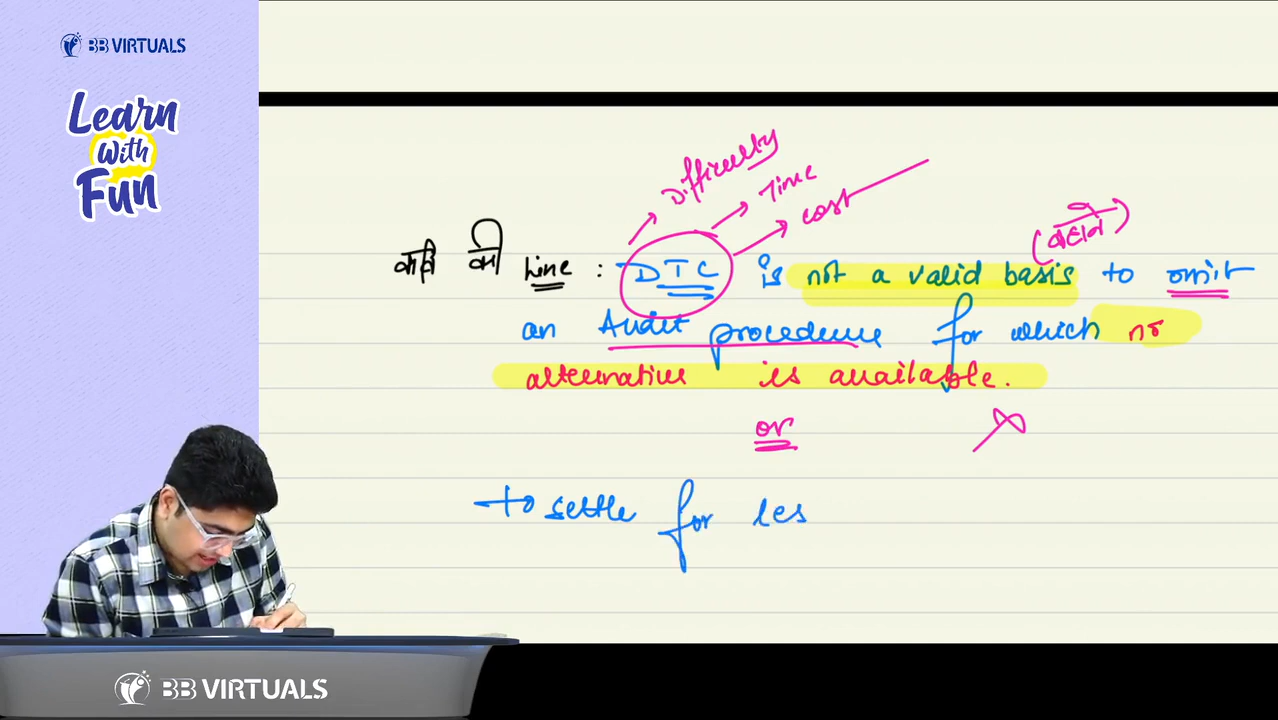 BB VIRTUALS
Learn
with
Fun
Difficulty
Time
Cost
(बहाना)
Line : DTC is not a valid basis to omit
an Audit procedure for which no
alternative is available.
or
to settle for les
BB VIRTUALS